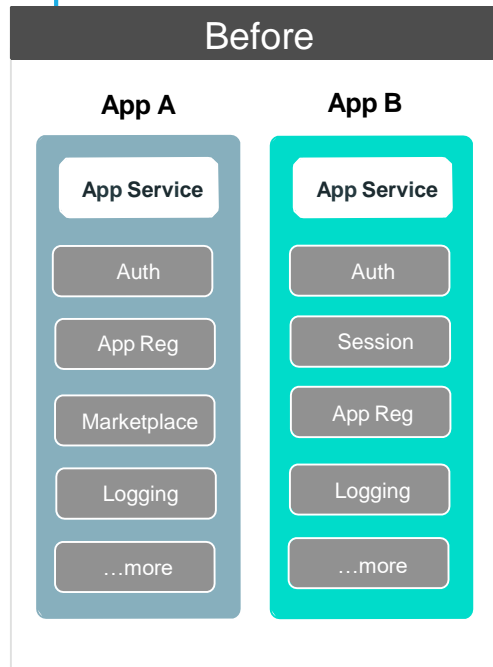 Before
App A
App Service
Auth
App Reg
Marketplace
Logging
…more
App B
App Service
Auth
Session
App Reg
Logging
…more